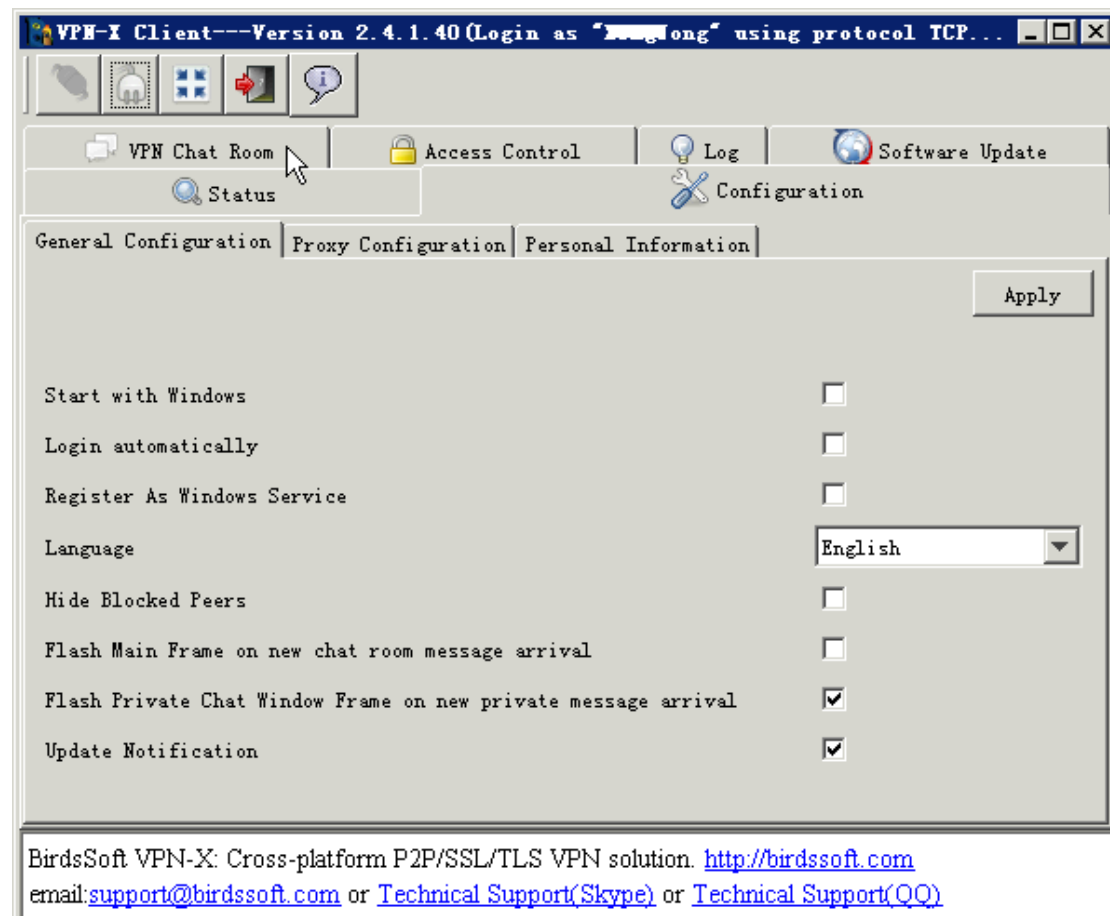 VPN-X Client---Version 2.4.1.40(Login as "ong" using protocol TCP...
VPN Chat Room Access Control Log Software Update
Status Configuration
General Configuration Proxy Configuration Personal Information
Apply
Start with Windows
Login automatically
Register As Windows Service
Language English
Hide Blocked Peers
Flash Main Frame on new chat room message arrival
Flash Private Chat Window Frame on new private message arrival
Update Notification
BirdsSoft VPN-X: Cross-platform P2P/SSL/TLS VPN solution. http://birdssoft.com
email:support@birdssoft.com or Technical Support(Skype) or Technical Support(QQ)